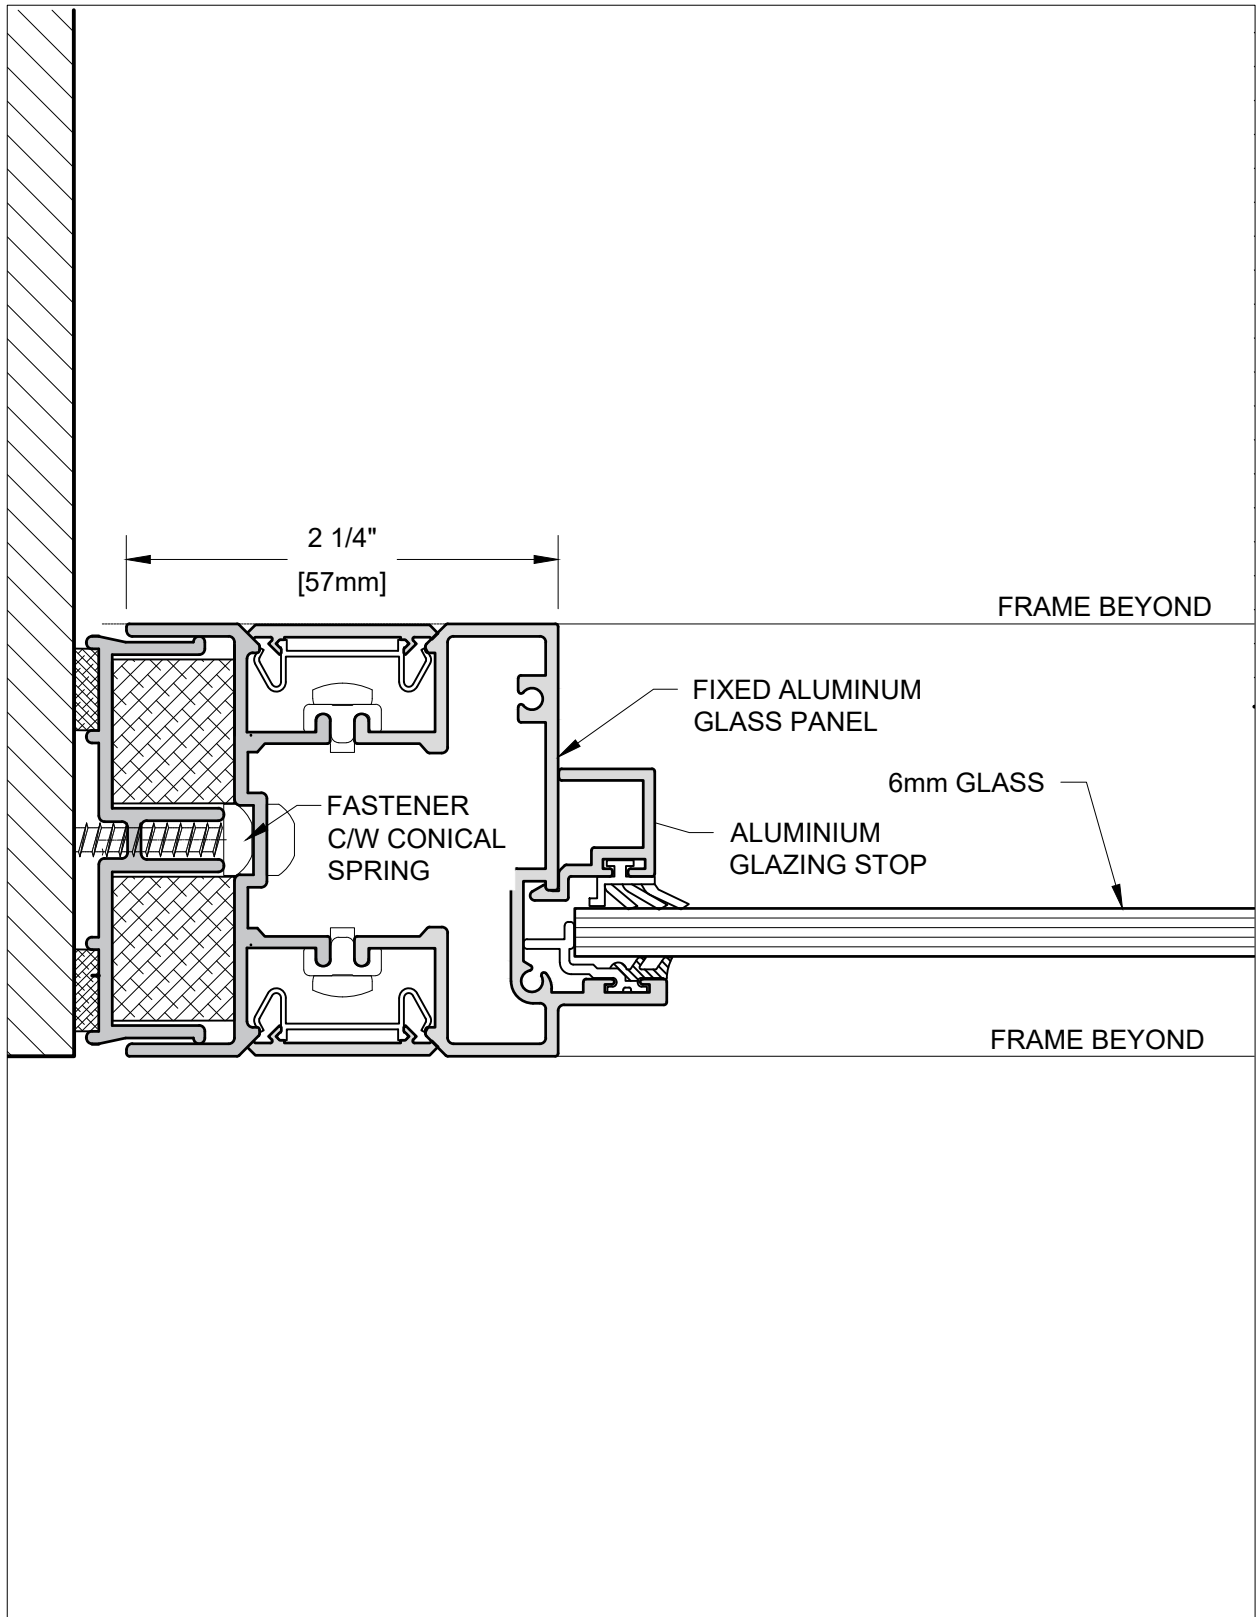 2 1/4"
[57mm]
FRAME BEYOND
FIXED ALUMINUM
GLASS PANEL
6mm GLASS
FASTENER
C/W CONICAL
SPRING
ALUMINIUM
GLAZING STOP
FRAME BEYOND